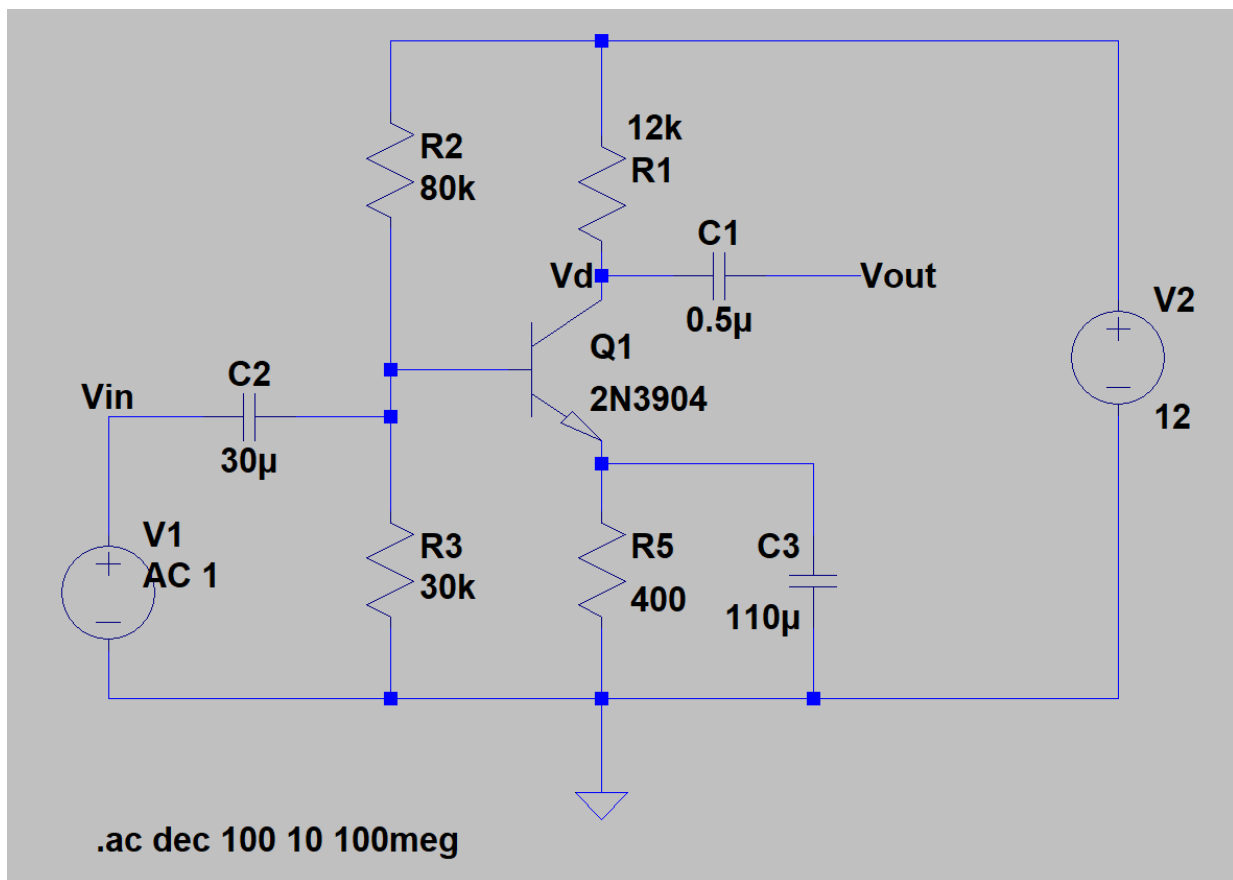 12k
R1
R2
80k
C1
Vd
Vout
0.5µ
V2
12
Q1
2N3904
C2
Vin
30µ
V1
AC 1
R3
30k
R5
400
C3
110µ
.ac dec 100 10 100meg